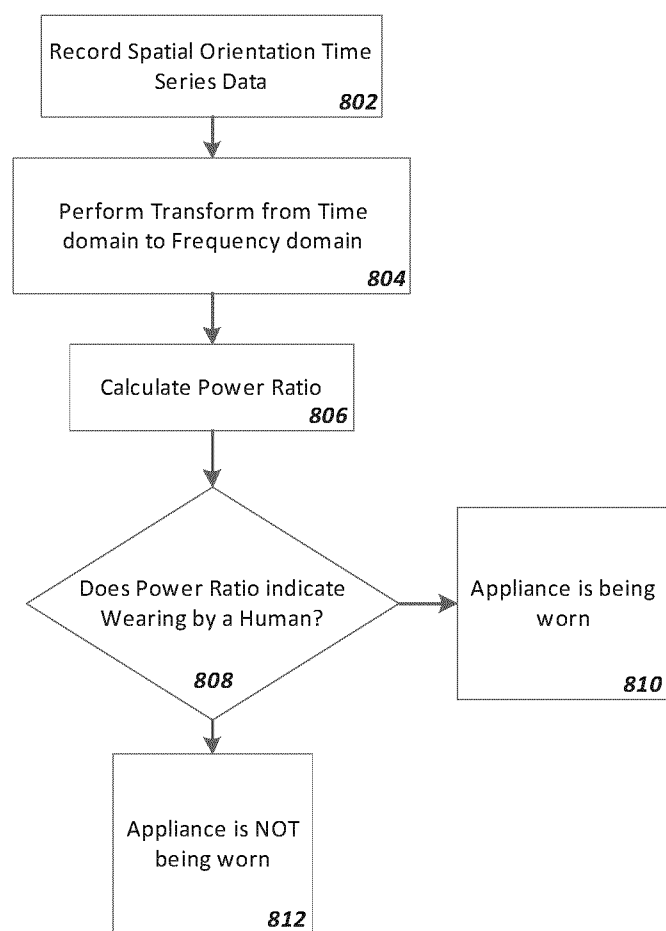 Record Spatial Orientation Time
Series Data
802
Perform Transform from Time
domain to Frequency domain
804
Calculate Power Ratio
806
Does Power Ratio indicate
Wearing by a Human?
808
Appliance is being
worn
810
Appliance is NOT
being worn
812